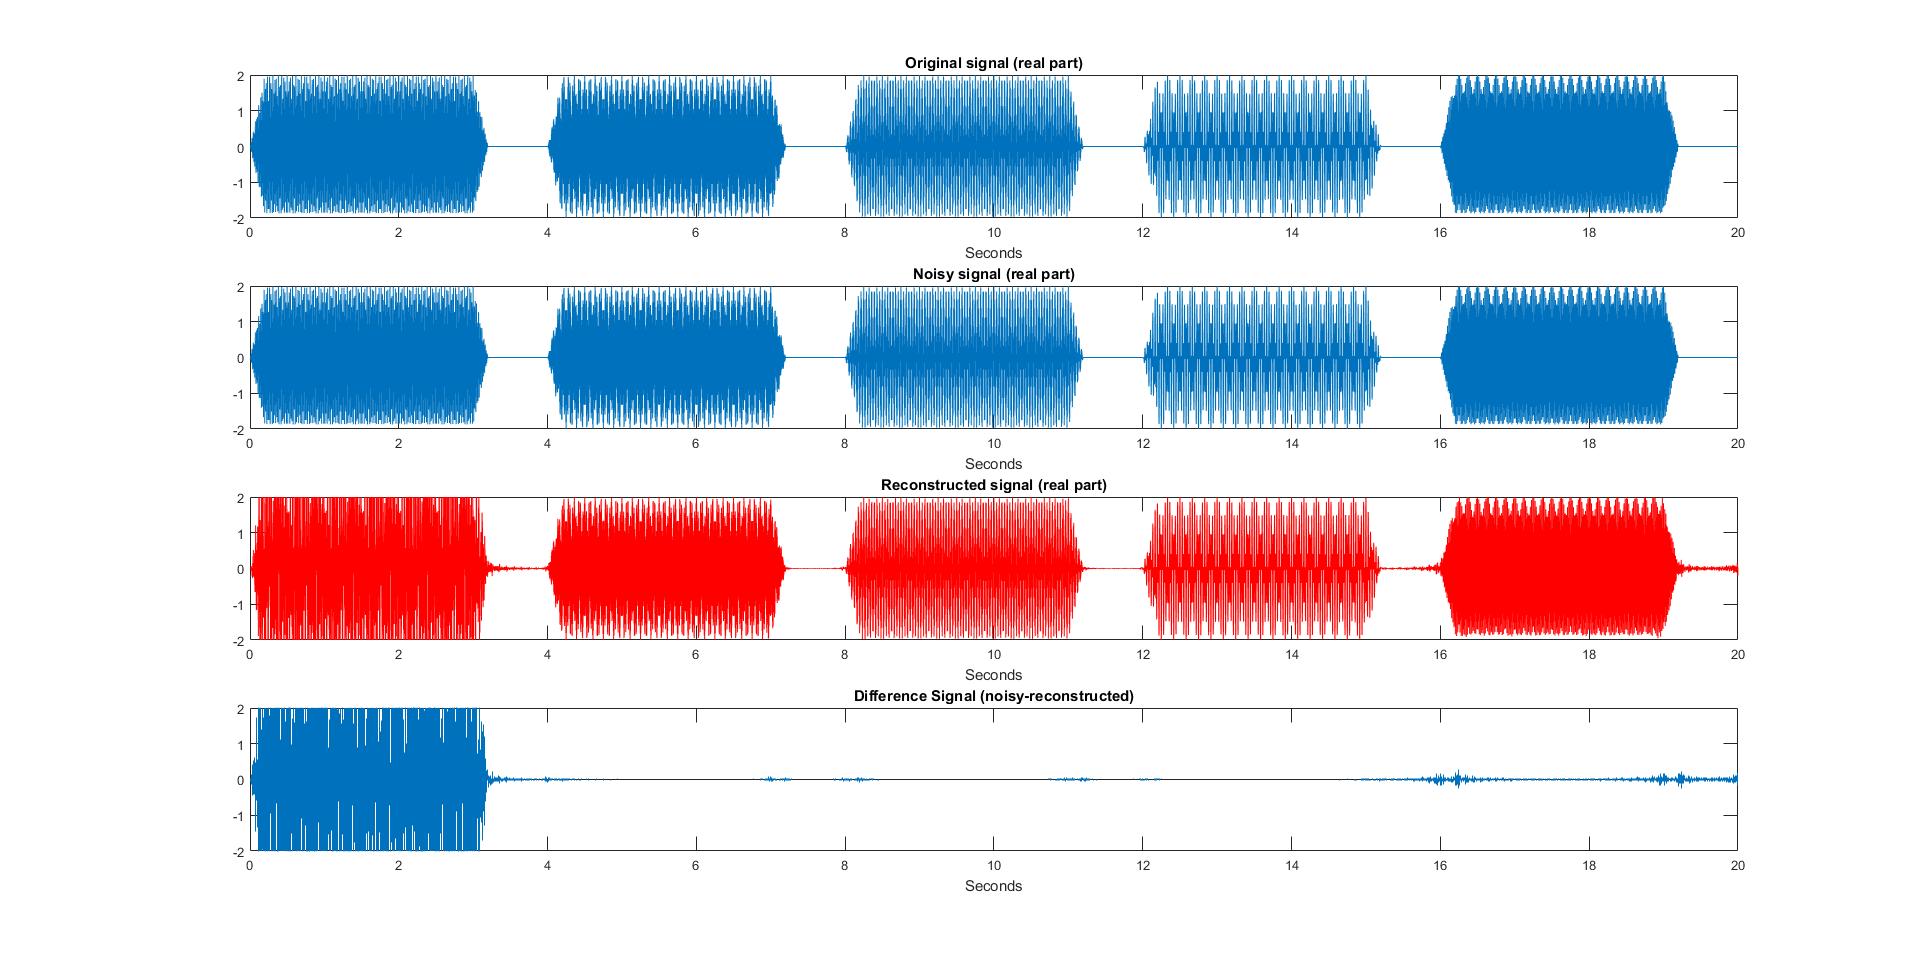 Original signal (real part)
2
1
0
-1
-2
0 2 4 6 8 10 12 14 16 18 20
Seconds
Noisy signal (real part)
2
1
0
-1
-2
0 2 4 6 8 10 12 14 16 18 20
Seconds
Reconstructed signal (real part)
2
1
0
-1
-2
0 2 4 6 8 10 12 14 16 18 20
Seconds
Difference Signal (noisy-reconstructed)
2
1
0
-1
-2
0 2 4 6 8 10 12 14 16 18 20
Seconds